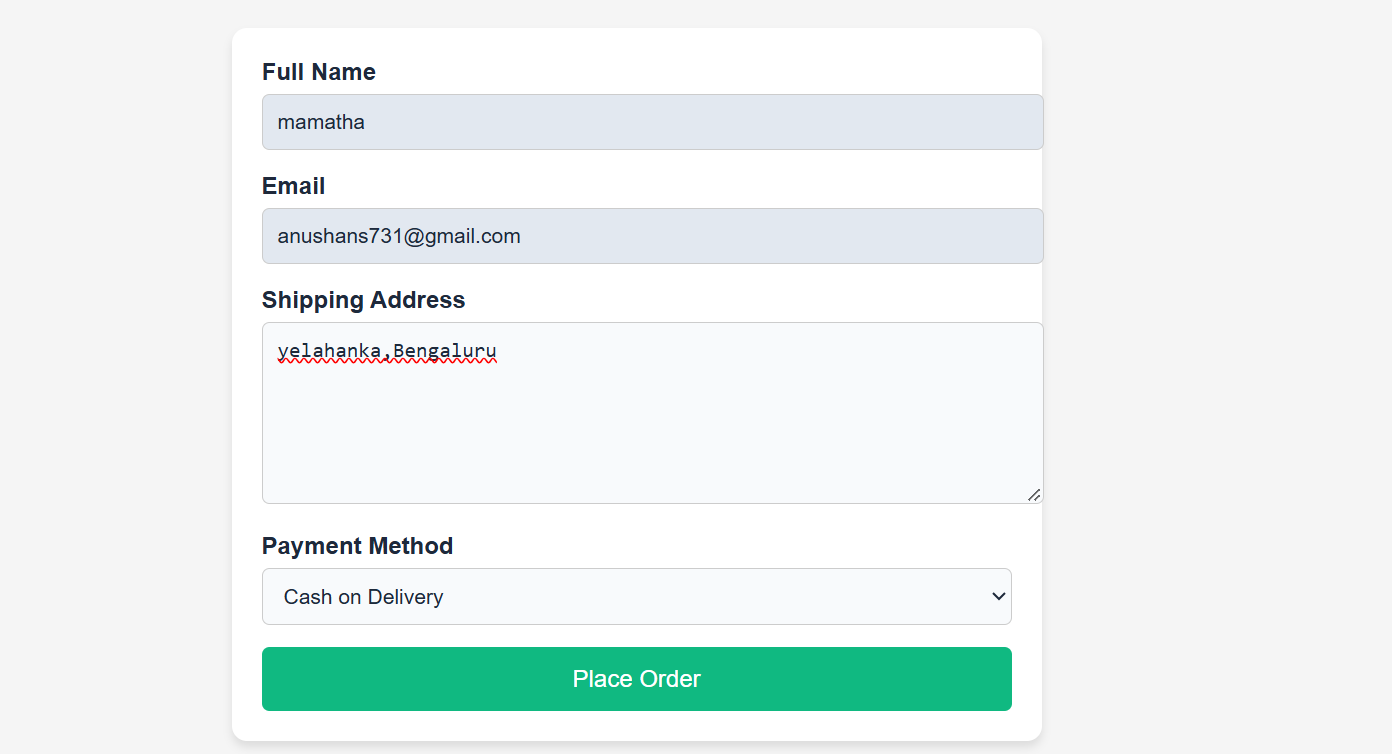 Full Name
mamatha
Email
anushans731@gmail.com
Shipping Address
yelahanka,Bengaluru
Payment Method
Cash on Delivery
Place Order